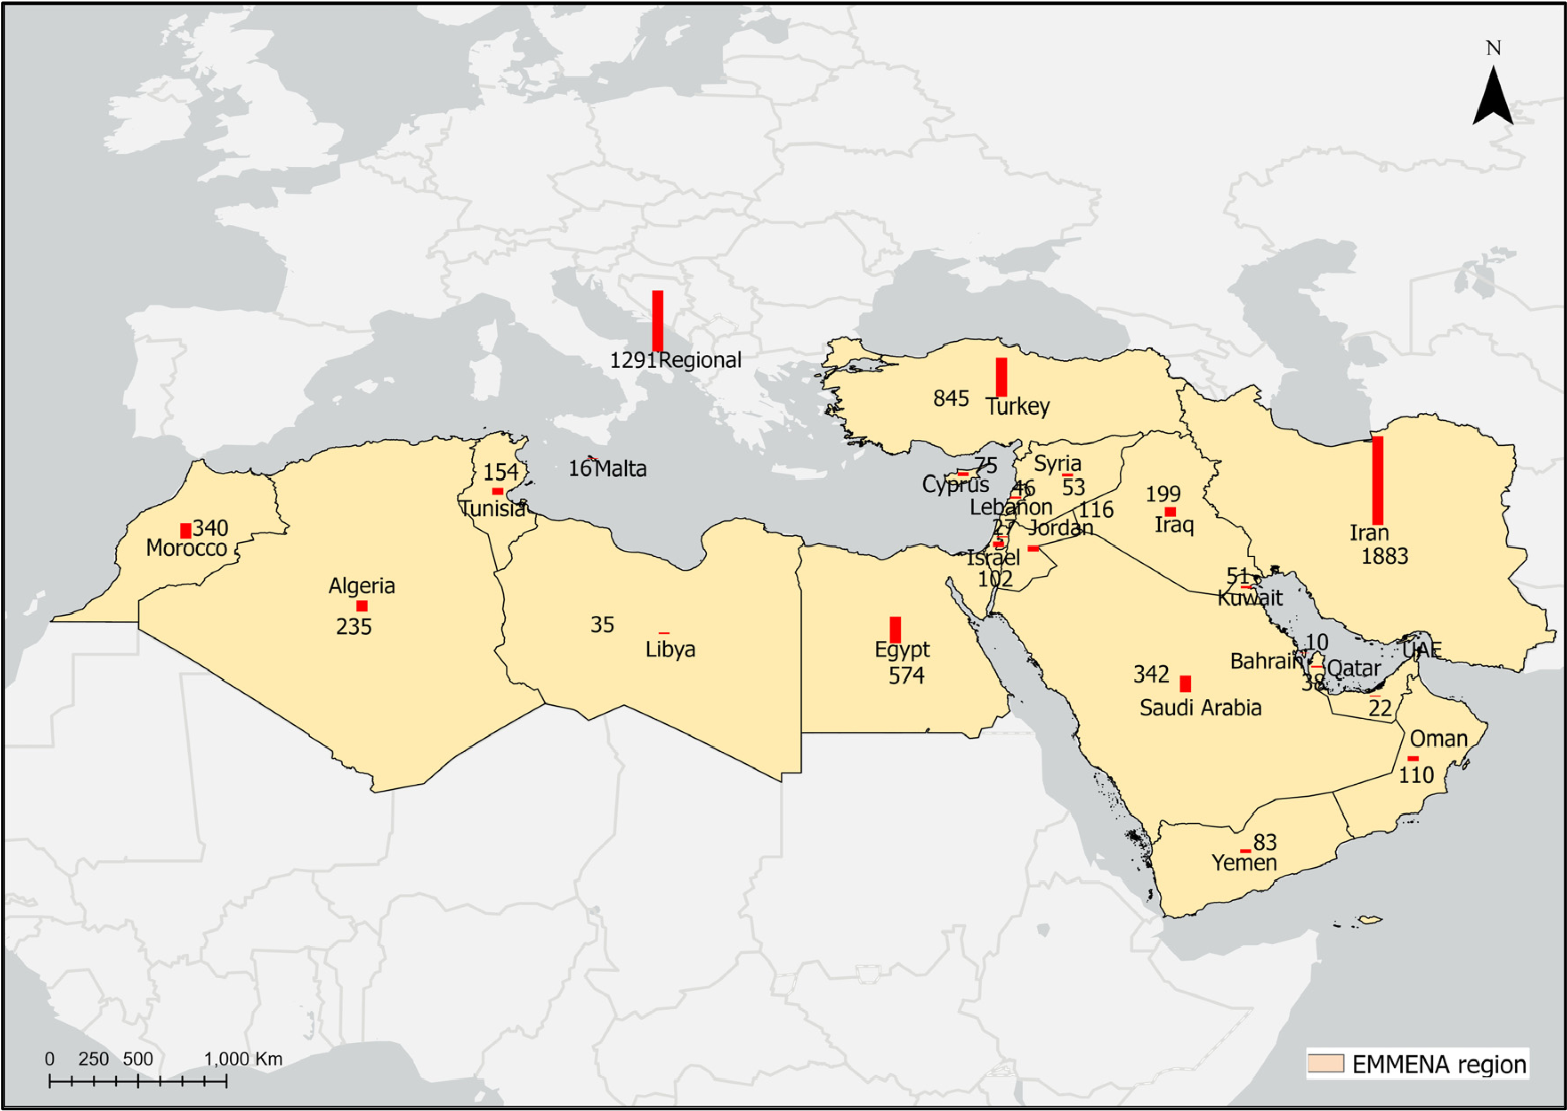 N
1291Regional
845
Turkey
154
Tunisia
16 Malta
75
Cyprus
Syria
53
46
Lebanon
116
199
Iraq
Iran
1883
340
Morocco
27
Jordan
Israel
102
Algeria
235
51
Kuwait
35
Libya
Egypt
574
10
UAE
Bahrain
Qatar
38
342
Saudi Arabia
22
Oman
110
83
Yemen
0 250 500 1,000 Km
EMMENA region